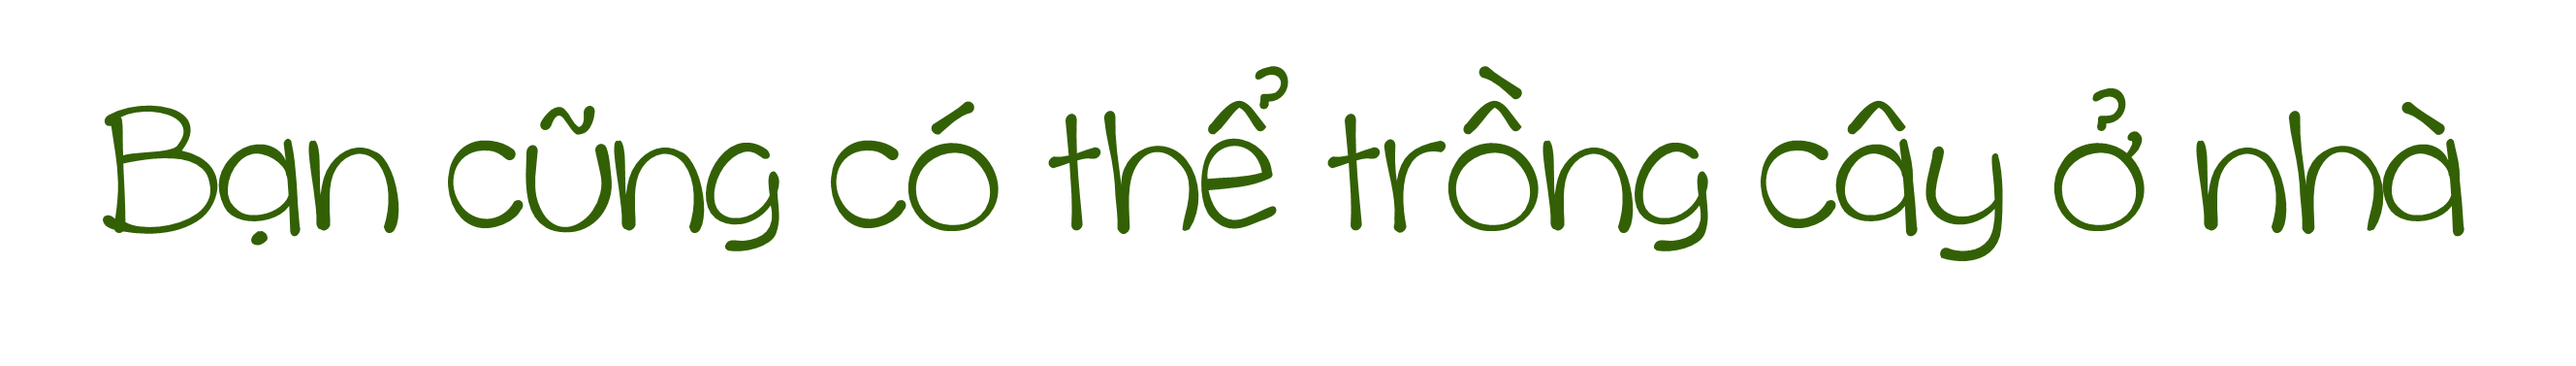 Bạn cũng có thể trồng cây ở nhà